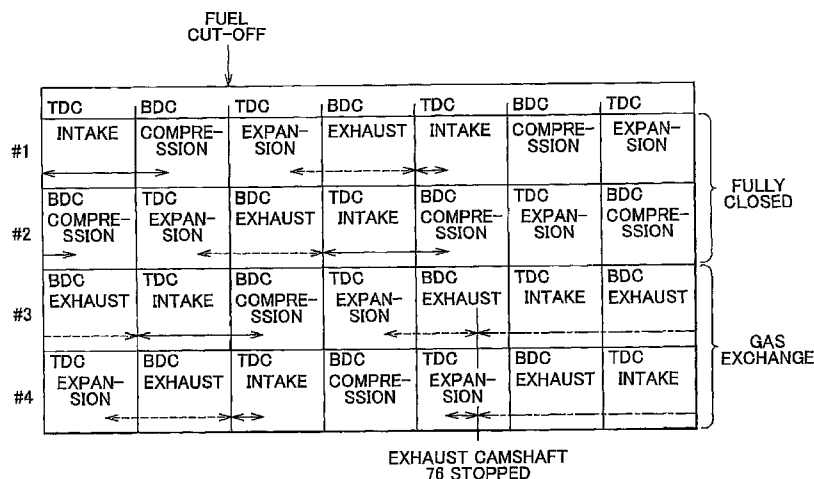 FUEL
CUT-OFF
TDC BDC TDC BDC TDC BDC TDC
#1 INTAKE COMPRE- EXPAN- EXHAUST INTAKE COMPRE- EXPAN-
SSION SION SSION SION
BDC TDC BDC TDC BDC TDC BDC
#2 COMPRE- EXPAN- EXHAUST INTAKE COMPRE- EXPAN- COMPRE-
SSION SION SSION SION SSION
FULLY
CLOSED
BDC TDC BDC TDC BDC TDC BDC
#3 EXHAUST INTAKE COMPRE- EXPAN- EXHAUST INTAKE EXHAUST
SSION SION
TDC BDC TDC BDC TDC BDC TDC
#4 EXPAN- EXHAUST INTAKE COMPRE- EXPAN- EXHAUST INTAKE
SION SSION SION
GAS
EXCHANGE
EXHAUST CAMSHAFT
76 STOPPED